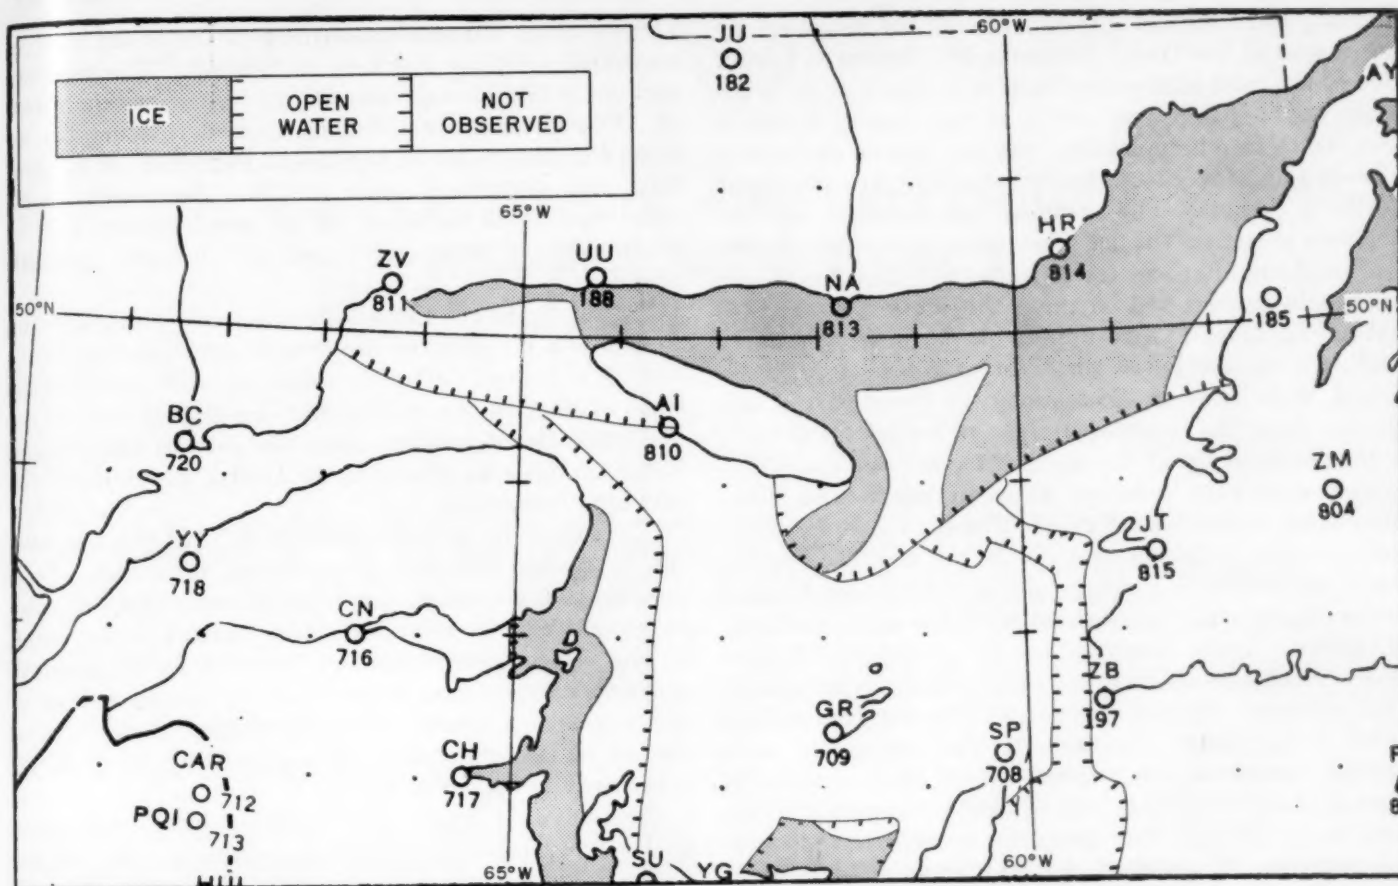 ICE
OPEN
WATER
NOT
OBSERVED
JU
182
60°W
AY
65°W
HR
814
ZV
811
UU
188
NA
813
50°N
185
50°N
BC
720
AI
810
ZM
804
YY
718
JT
815
CN
716
ZB
197
GR
709
SP
708
CAR
712
PQI
713
CH
717
65°W
SU
YG
60°W